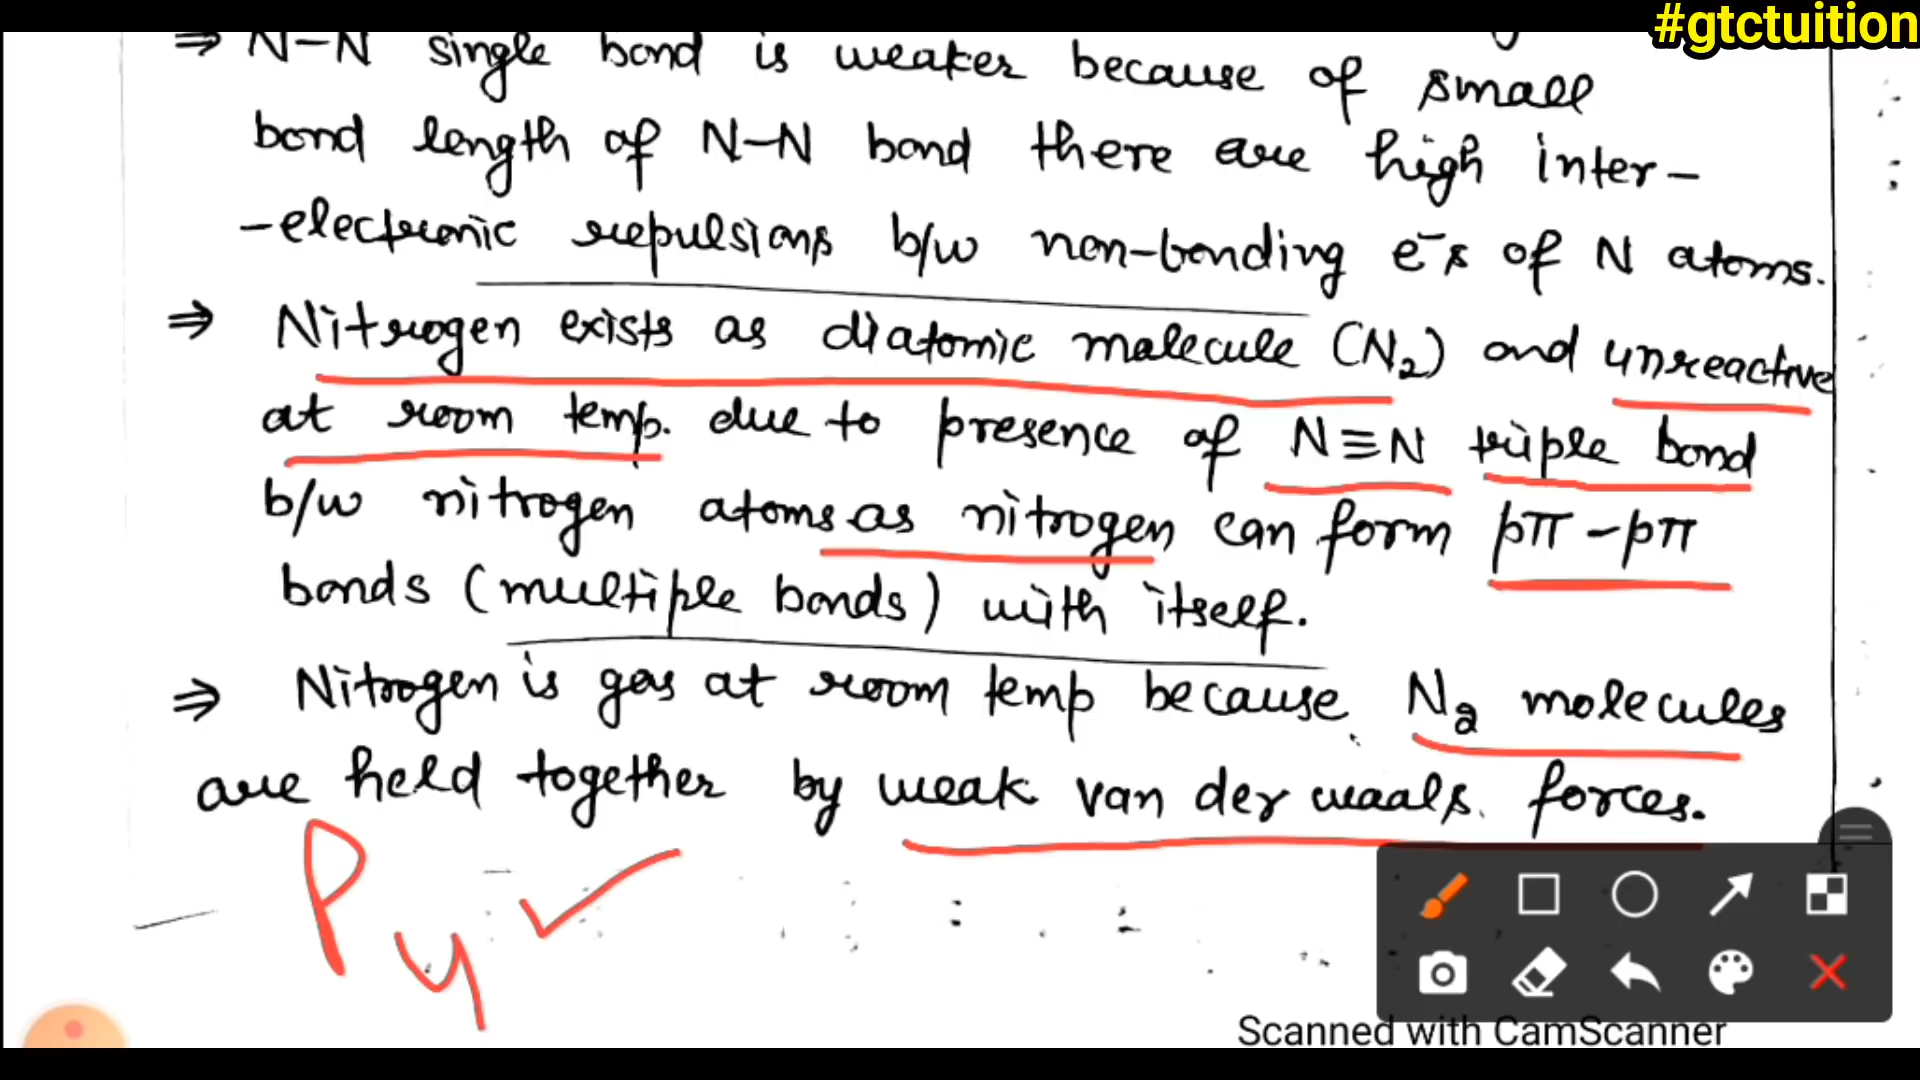 #gtctuition
⇒ N-N single bond is weaker because of small
bond length of N-N bond there are high inter-
-electronic repulsions b/w non-bonding e⁻s of N atoms.
⇒ Nitrogen exists as diatomic molecule (N₂) and unreactive
at room temp. due to presence of N≡N triple bond
b/w nitrogen atoms as nitrogen can form pπ-pπ
bonds (multiple bonds) with itself.
⇒ Nitrogen is gas at room temp because N₂ molecules
are held together by weak van der waals forces.
P₄ ✓
Scanned with CamScanner